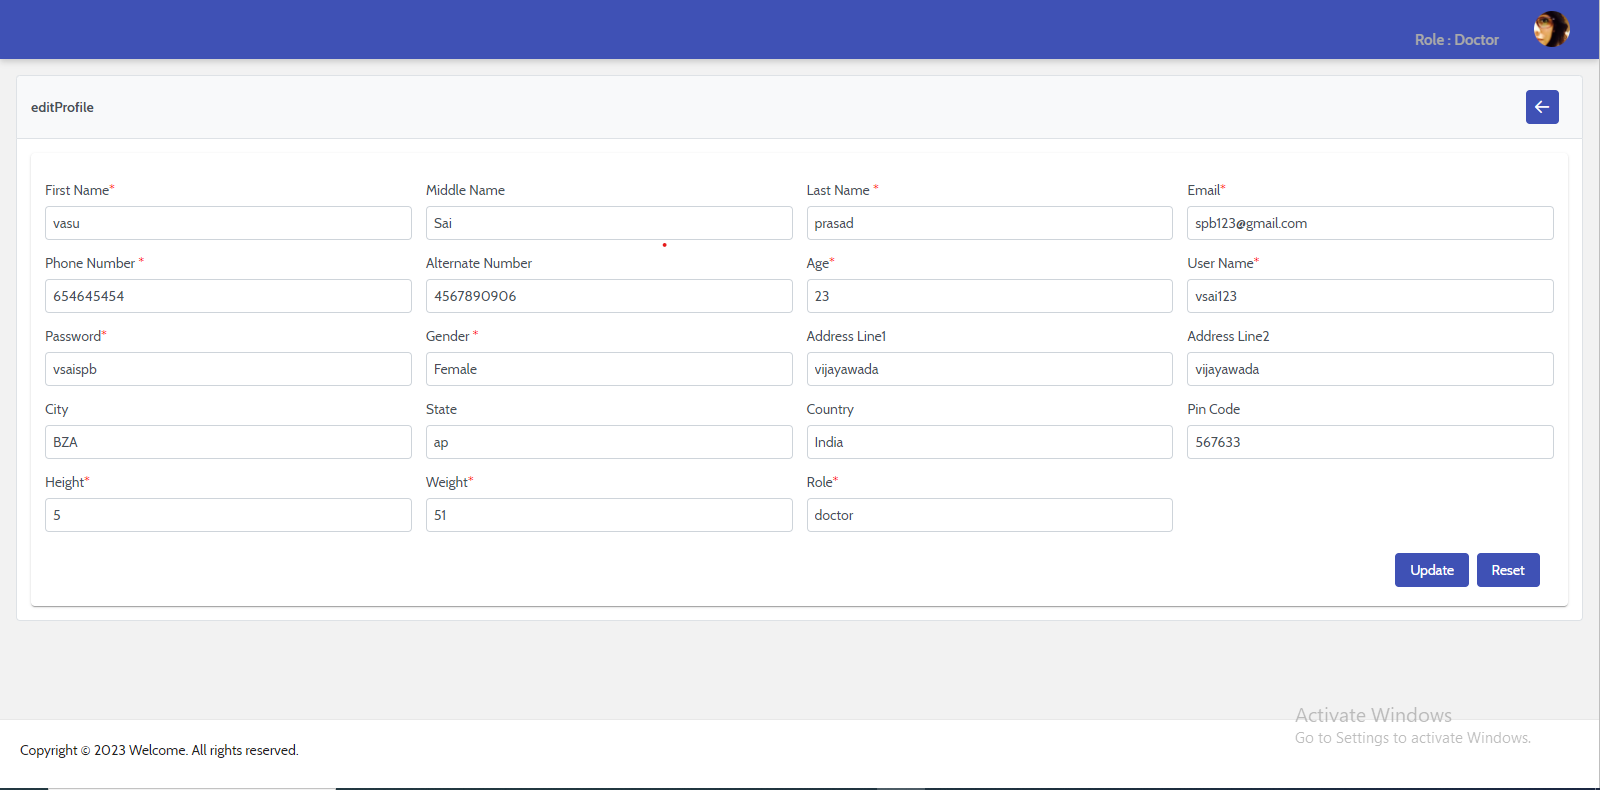 Role : Doctor
editProfile
First Name* Middle Name Last Name * Email*
vasu Sai prasad spb123@gmail.com
Phone Number * Alternate Number Age* User Name*
654645454 4567890906 23 vsai123
Password* Gender * Address Line1 Address Line2
vsaispb Female vijayawada vijayawada
City State Country Pin Code
BZA ap India 567633
Height* Weight* Role*
5 51 doctor
Update Reset
Activate Windows
Go to Settings to activate Windows.
Copyright © 2023 Welcome. All rights reserved.